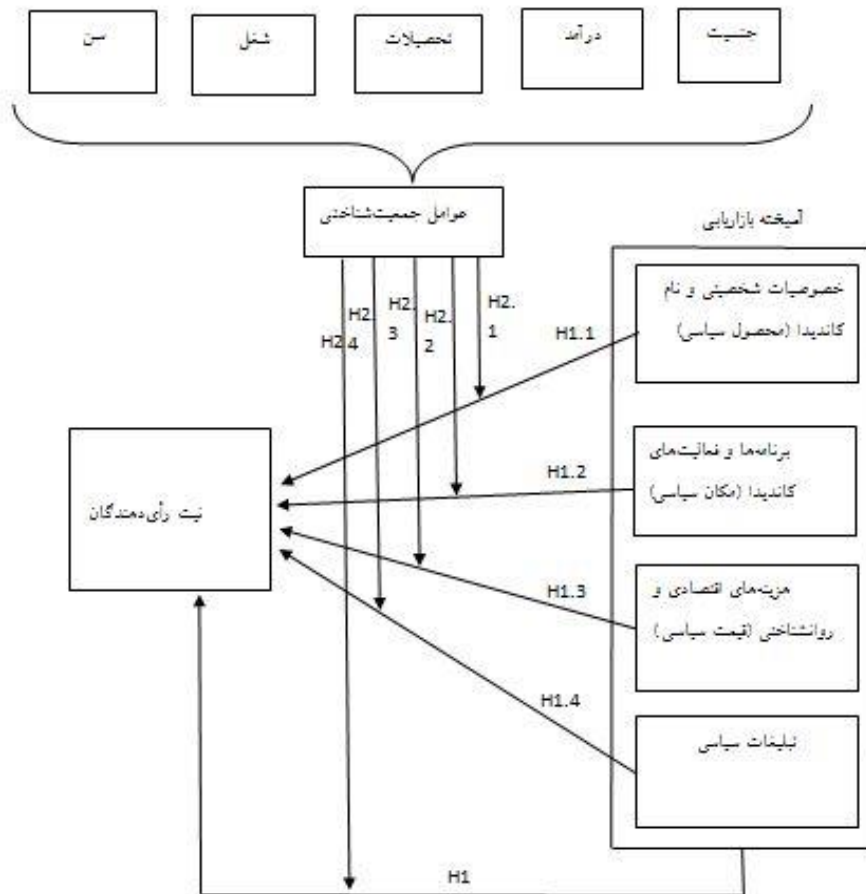 جنسیت
درآمد
تحصیلات
شغل
سن
عوامل جمعیت‌شناختی
آمیخته بازاریابی
خصوصیات شخصیتی و نام
کاندیدا (محصول سیاسی)
برنامه‌ها و فعالیت‌های
کاندیدا (مکان سیاسی)
هزینه‌های اقتصادی و
روانشناختی (قیمت سیاسی)
تبلیغات سیاسی
نیت رأی‌دهندگان
H2.
1
H2.
2
H2.
3
H2.
4
H2
H1.1
H1.2
H1.3
H1.4
H1